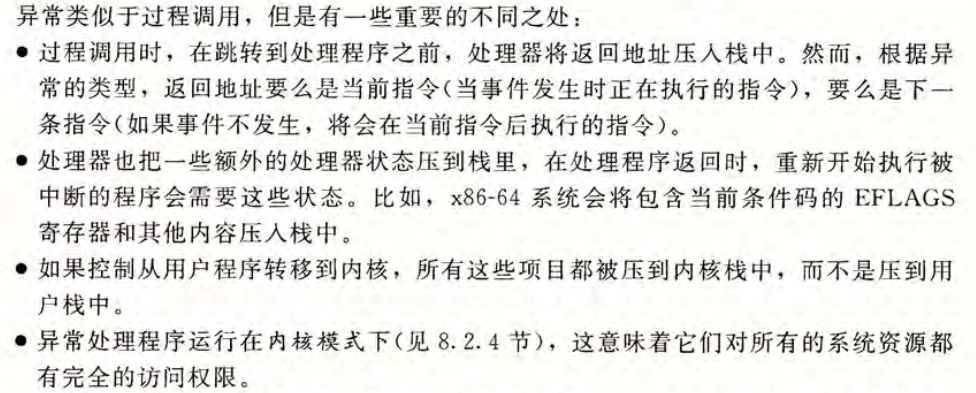 异常类似于过程调用，但是有一些重要的不同之处：
● 过程调用时，在跳转到处理程序之前，处理器将返回地址压入栈中。然而，根据异
常的类型，返回地址要么是当前指令(当事件发生时正在执行的指令)，要么是下一
条指令(如果事件不发生，将会在当前指令后执行的指令)。
● 处理器也把一些额外的处理器状态压到栈里，在处理程序返回时，重新开始执行被
中断的程序会需要这些状态。比如，x86-64 系统会将包含当前条件码的 EFLAGS
寄存器和其他内容压入栈中。
● 如果控制从用户程序转移到内核，所有这些项目都被压到内核栈中，而不是压到用
户栈中。
● 异常处理程序运行在内核模式下(见 8.2.4 节)，这意味着它们对所有的系统资源都
有完全的访问权限。